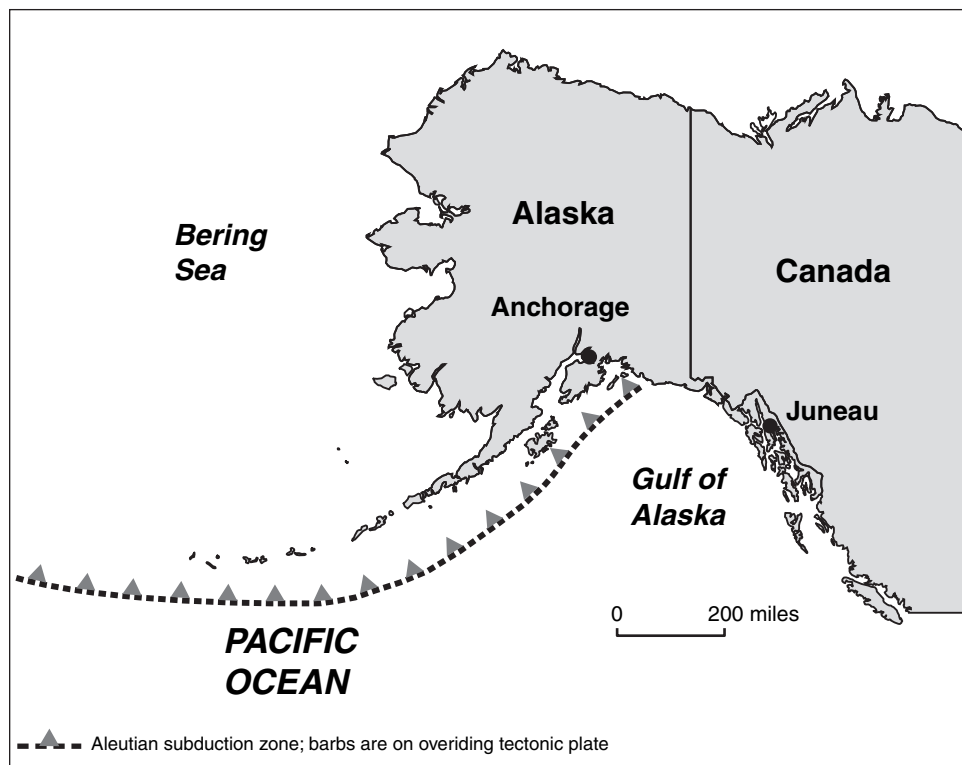 Bering
Sea
Alaska
Canada
Anchorage
Juneau
Gulf of
Alaska
0 200 miles
PACIFIC
OCEAN
Aleutian subduction zone; barbs are on overiding tectonic plate